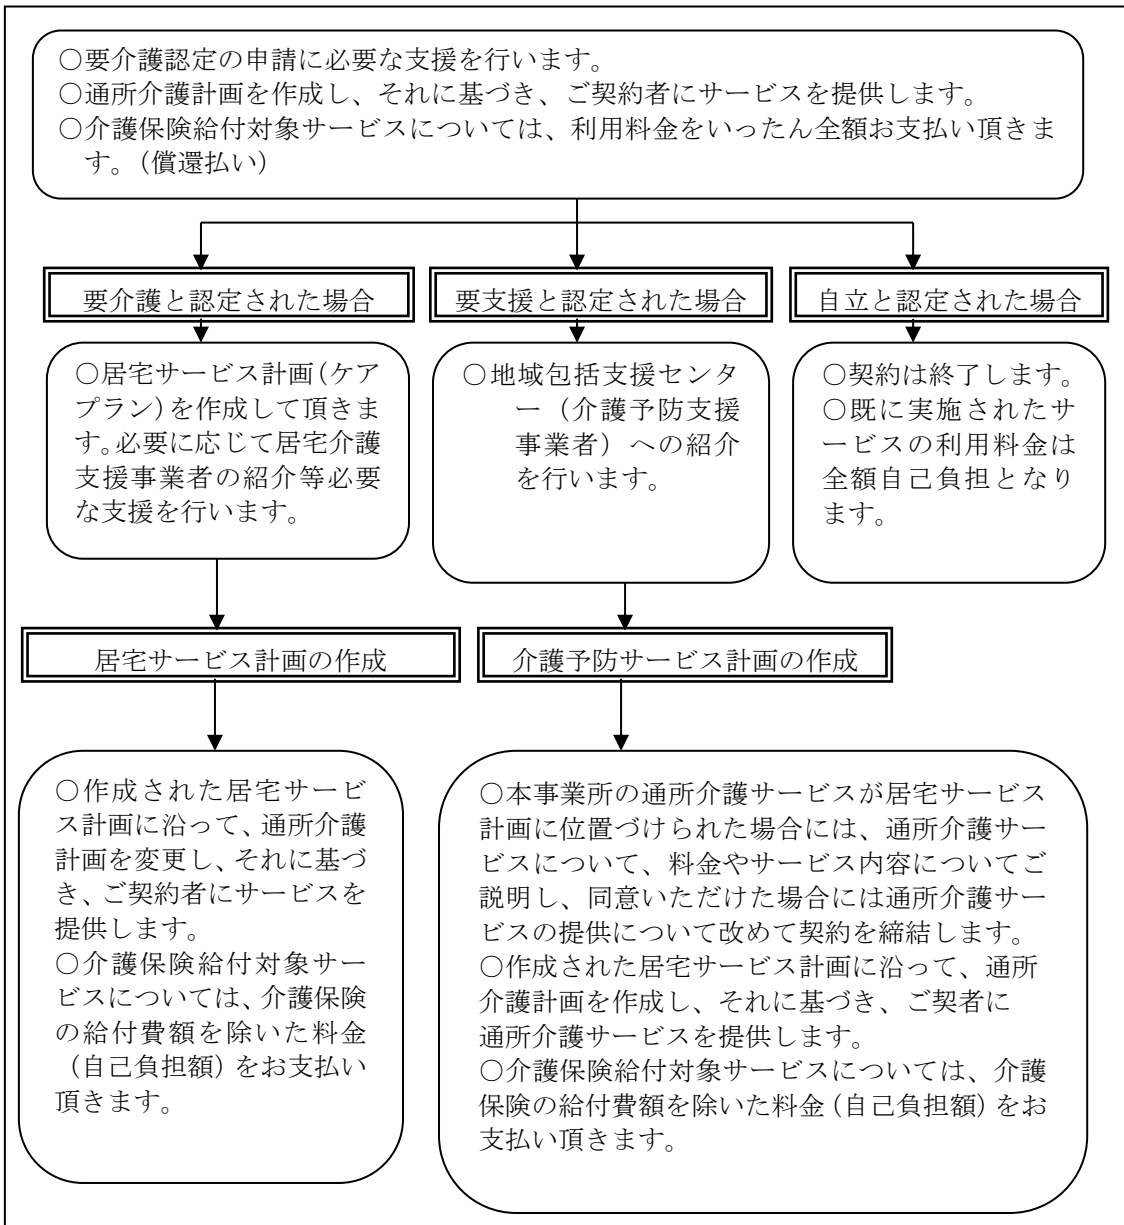 ○要介護認定の申請に必要な支援を行います。
○通所介護計画を作成し、それに基づき、ご契約者にサービスを提供します。
○介護保険給付対象サービスについては、利用料金をいったん全額お支払い頂きま
す。（償還払い）
要介護と認定された場合
要支援と認定された場合
自立と認定された場合
○居宅サービス計画（ケア
プラン）を作成して頂きま
す。必要に応じて居宅介護
支援事業者の紹介等必要
な支援を行います。
○地域包括支援センタ
ー（介護予防支援
事業者）への紹介
を行います。
○契約は終了します。
○既に実施されたサ
ービスの利用料金は
全額自己負担となり
ます。
居宅サービス計画の作成
介護予防サービス計画の作成
○作成された居宅サービ
ス計画に沿って、通所介護
計画を変更し、それに基づ
き、ご契約者にサービスを
提供します。
○介護保険給付対象サー
ビスについては、介護保険
の給付費額を除いた料金
（自己負担額）をお支払い
頂きます。
○本事業所の通所介護サービスが居宅サービス
計画に位置づけられた場合には、通所介護サー
ビスについて、料金やサービス内容についてご
説明し、同意いただけた場合には通所介護サー
ビスの提供について改めて契約を締結します。
○作成された居宅サービス計画に沿って、通所
介護計画を作成し、それに基づき、ご契者に
通所介護サービスを提供します。
○介護保険給付対象サービスについては、介護
保険の給付費額を除いた料金（自己負担額）をお
支払い頂きます。